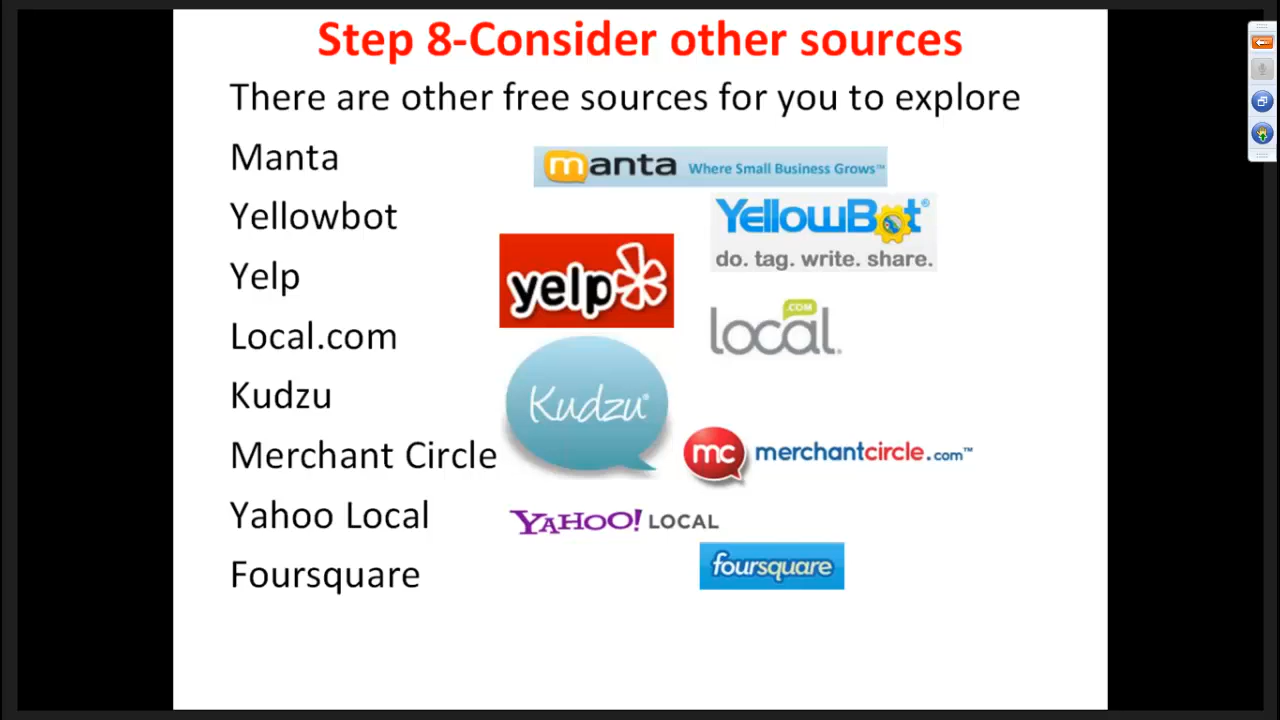 Step 8-Consider other sources
There are other free sources for you to explore
Manta
manta Where Small Business Grows™
Yellowbot
YELLOWBOT®
do. tag. write. share.
Yelp
yelp
Local.com
local .COM
Kudzu
Kudzu®
Merchant Circle
mc merchantcircle.com™
Yahoo Local
YAHOO! LOCAL
Foursquare
foursquare